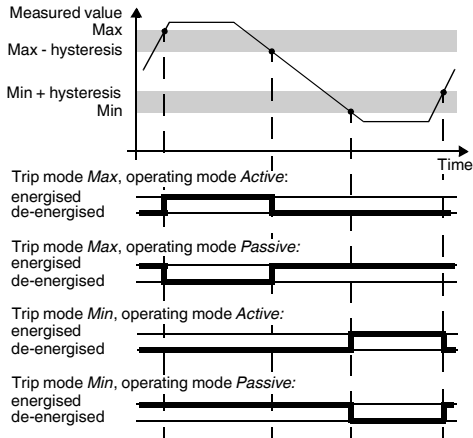 Measured value
Max
Max - hysteresis
Min + hysteresis
Min
Time
Trip mode Max, operating mode Active:
energised
de-energised
Trip mode Max, operating mode Passive:
energised
de-energised
Trip mode Min, operating mode Active:
energised
de-energised
Trip mode Min, operating mode Passive:
energised
de-energised